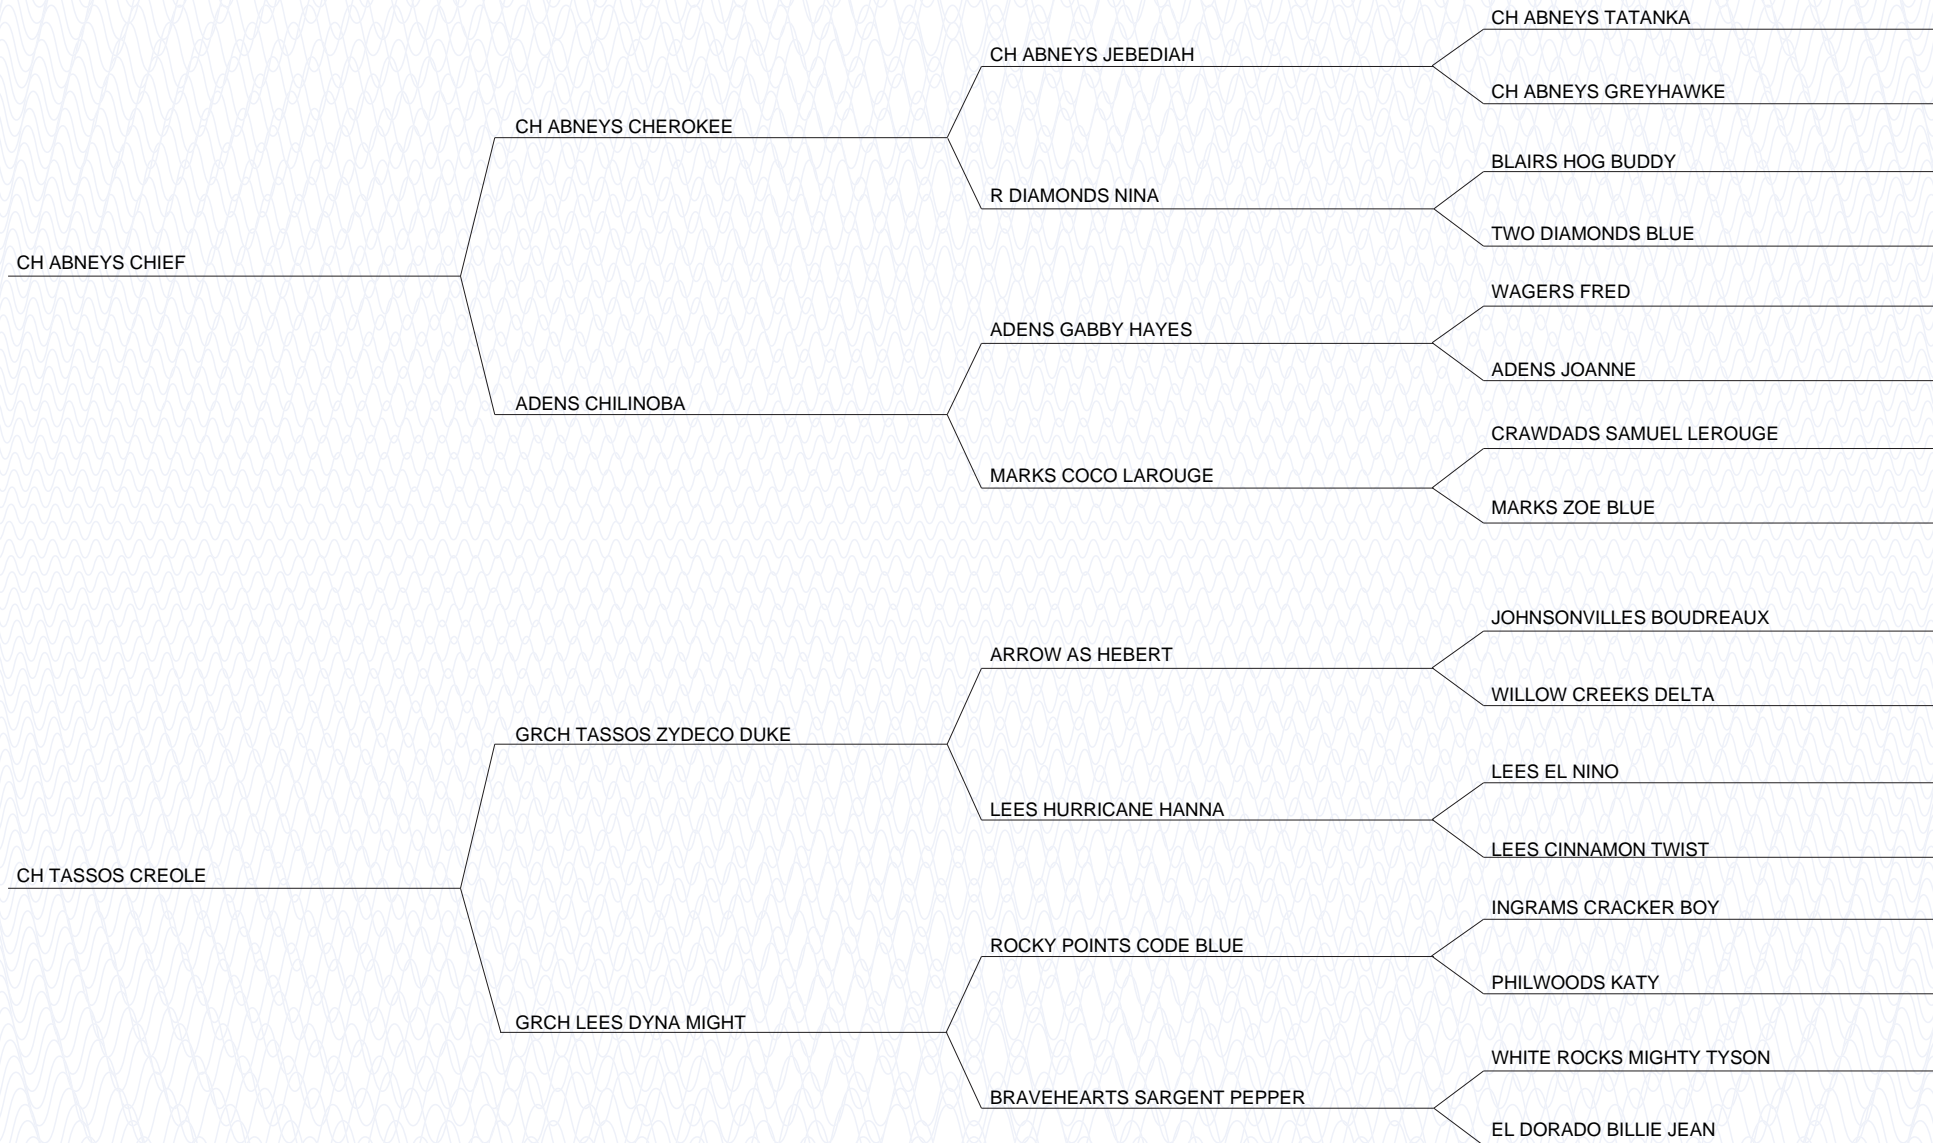 CH ABNEYS TATANKA
CH ABNEYS JEBEDIAH
CH ABNEYS GREYHAWKE
CH ABNEYS CHEROKEE
BLAIRS HOG BUDDY
R DIAMONDS NINA
TWO DIAMONDS BLUE
CH ABNEYS CHIEF
WAGERS FRED
ADENS GABBY HAYES
ADENS JOANNE
ADENS CHILINOBA
CRAWDADS SAMUEL LEROUGE
MARKS COCO LAROUGE
MARKS ZOE BLUE
JOHNSONVILLES BOUDREAUX
ARROW AS HEBERT
WILLOW CREEKS DELTA
GRCH TASSOS ZYDECO DUKE
LEES EL NINO
LEES HURRICANE HANNA
LEES CINNAMON TWIST
CH TASSOS CREOLE
INGRAMS CRACKER BOY
ROCKY POINTS CODE BLUE
PHILWOODS KATY
GRCH LEES DYNA MIGHT
WHITE ROCKS MIGHTY TYSON
BRAVEHEARTS SARGENT PEPPER
EL DORADO BILLIE JEAN